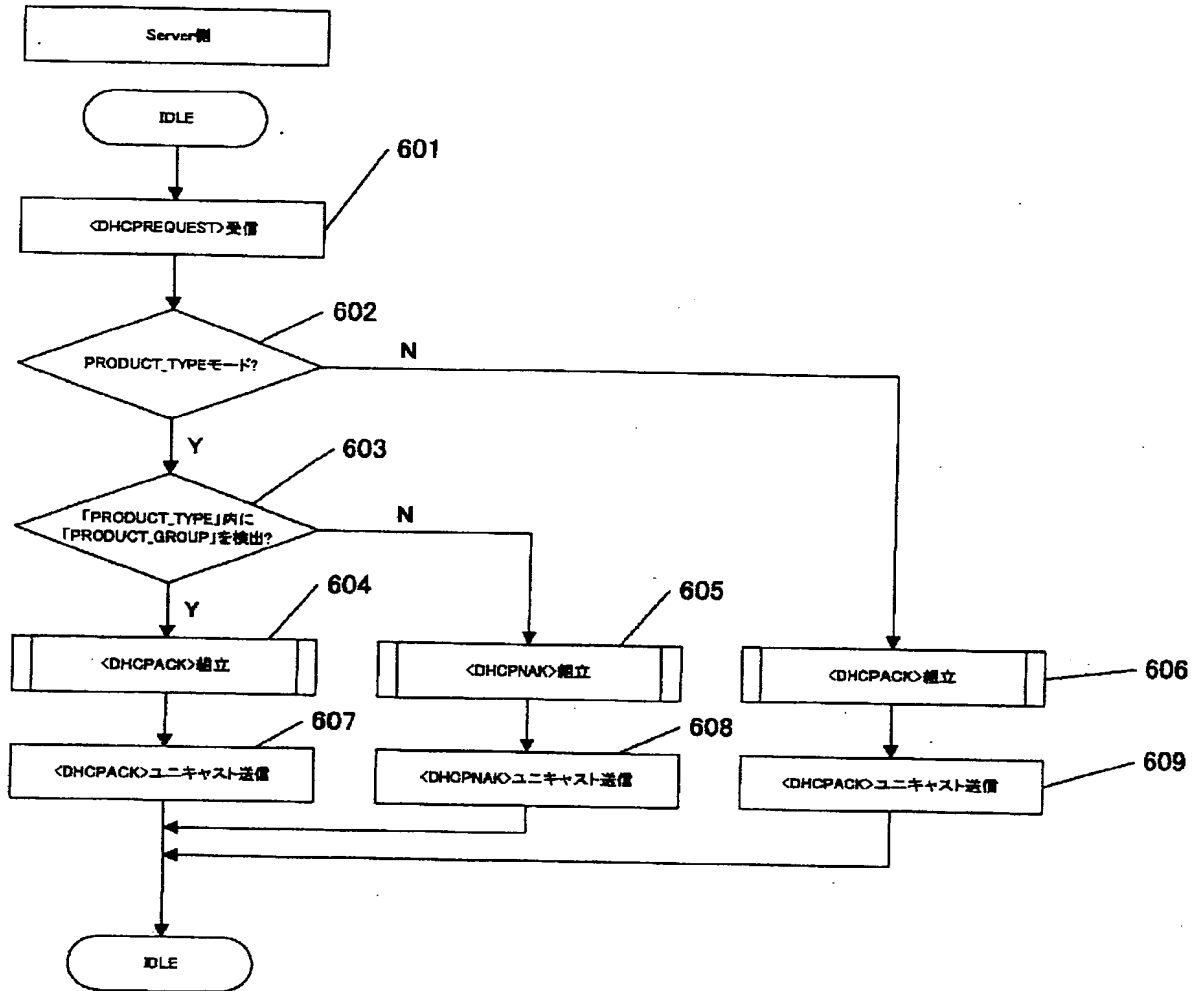 Server側
IDLE
601
<DHCPREQUEST>受信
602
PRODUCT_TYPEモード?
N
Y
603
「PRODUCT_TYPE」内に
「PRODUCT_GROUP」を検出?
N
Y
604
605
<DHCPACK>組立
<DHCPNAK>組立
<DHCPACK>組立
606
607
608
<DHCPACK>ユニキャスト送信
<DHCPNAK>ユニキャスト送信
<DHCPACK>ユニキャスト送信
609
IDLE